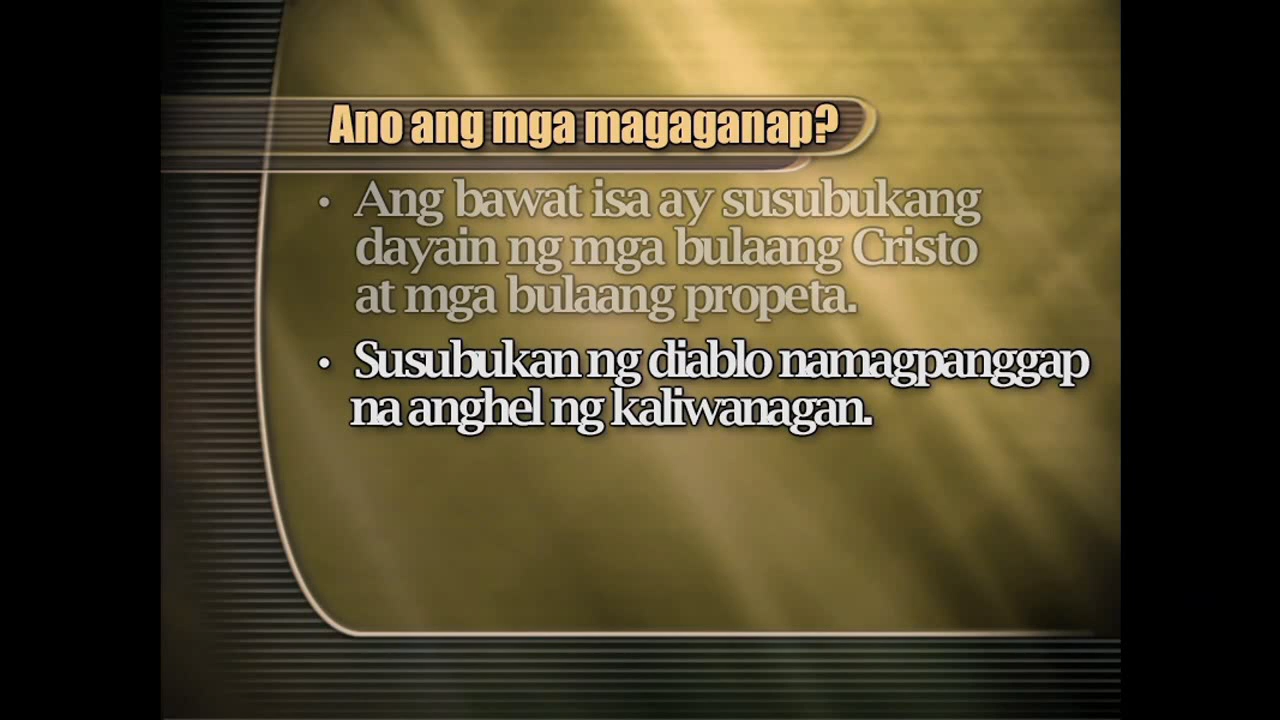 Ano ang mga magaganap?
• Ang bawat isa ay susubukang
dayain ng mga bulaang Cristo
at mga bulaang propeta.
• Susubukan ng diablo namagpanggap
na anghel ng kaliwanagan.